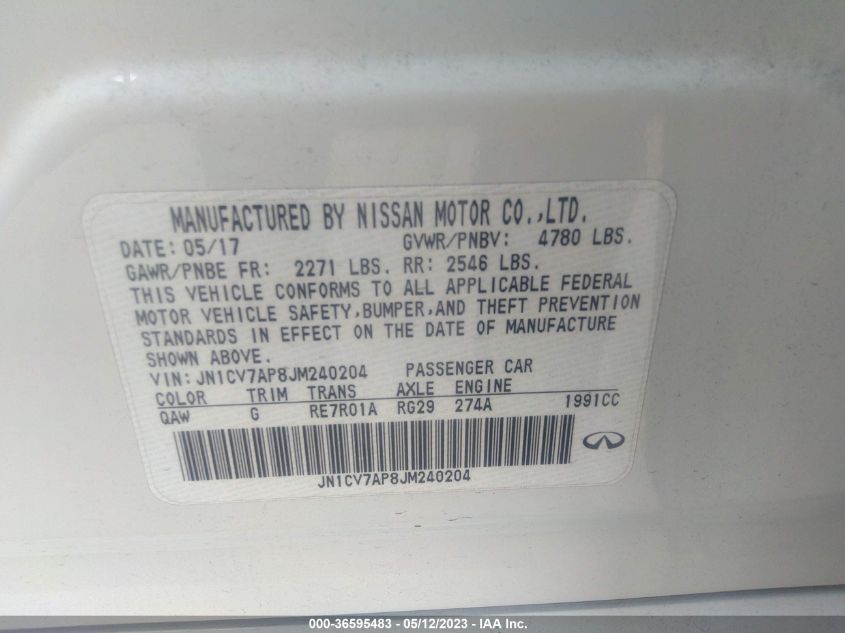 MANUFACTURED BY NISSAN MOTOR CO.,LTD.
DATE: 05/17 GVWR/PNBV: 4780 LBS.
GAWR/PNBE FR: 2271 LBS. RR: 2546 LBS.
THIS VEHICLE CONFORMS TO ALL APPLICABLE FEDERAL
MOTOR VEHICLE SAFETY,BUMPER,AND THEFT PREVENTION
STANDARDS IN EFFECT ON THE DATE OF MANUFACTURE
SHOWN ABOVE.
VIN: JN1CV7AP8JM240204 PASSENGER CAR
COLOR TRIM TRANS AXLE ENGINE
QAW G RE7R01A RG29 274A 1991CC
JN1CV7AP8JM240204
000-36595483 - 05/12/2023 - IAA Inc.